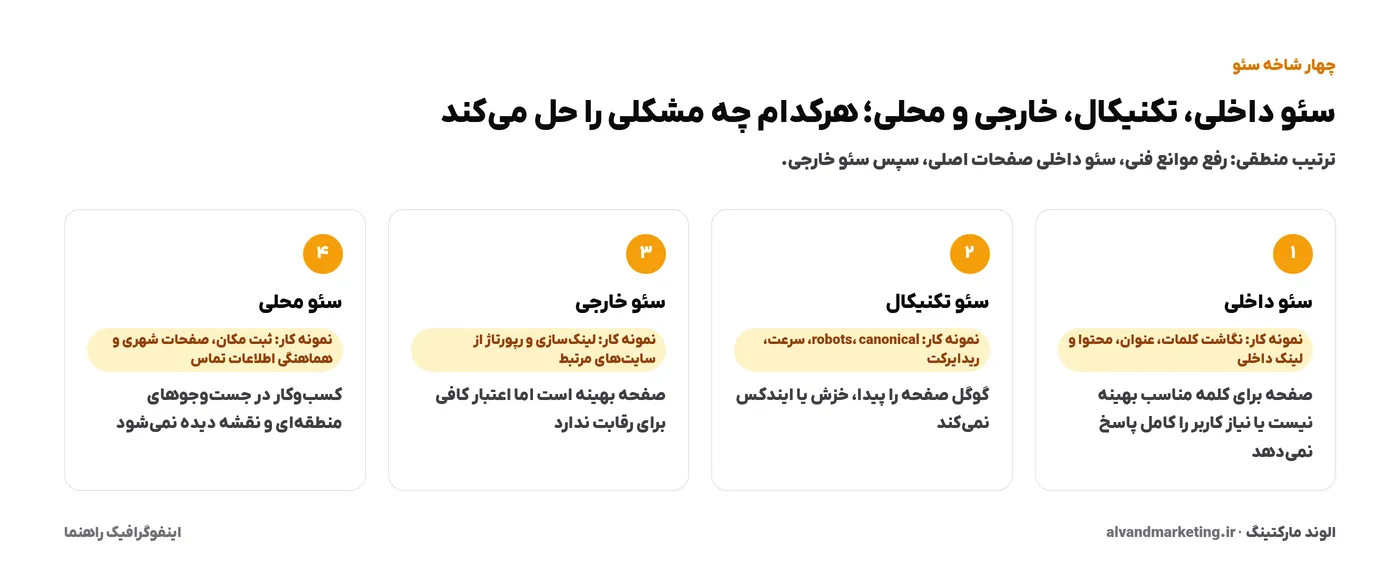 چهار شاخه سئو
سئو داخلی، تکنیکال، خارجی و محلی؛ هرکدام چه مشکلی را حل می‌کند
ترتیب منطقی: رفع موانع فنی، سئو داخلی صفحات اصلی، سپس سئو خارجی.
۱
سئو داخلی
نمونه کار: نگاشت کلمات، عنوان، محتوا و
لینک داخلی
صفحه برای کلمه مناسب بهینه
نیست یا نیاز کاربر را کامل پاسخ
نمی‌دهد
۲
سئو تکنیکال
نمونه کار: robots، canonical، سرعت،
ریدایرکت
گوگل صفحه را پیدا، خزش یا ایندکس
نمی‌کند
۳
سئو خارجی
نمونه کار: لینک‌سازی و رپورتاژ از
سایت‌های مرتبط
صفحه بهینه است اما اعتبار کافی
برای رقابت ندارد
۴
سئو محلی
نمونه کار: ثبت مکان، صفحات شهری و
هماهنگی اطلاعات تماس
کسب‌وکار در جست‌وجوهای
منطقه‌ای و نقشه دیده نمی‌شود
الوند مارکتینگ · alvandmarketing.ir
اینفوگرافیک راهنما